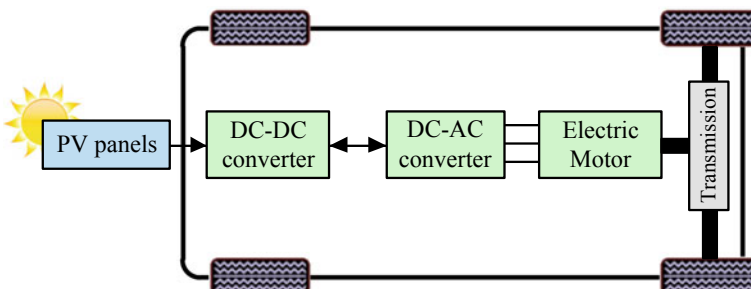 PV panels
DC-DC
converter
DC-AC
converter
Electric
Motor
Transmission